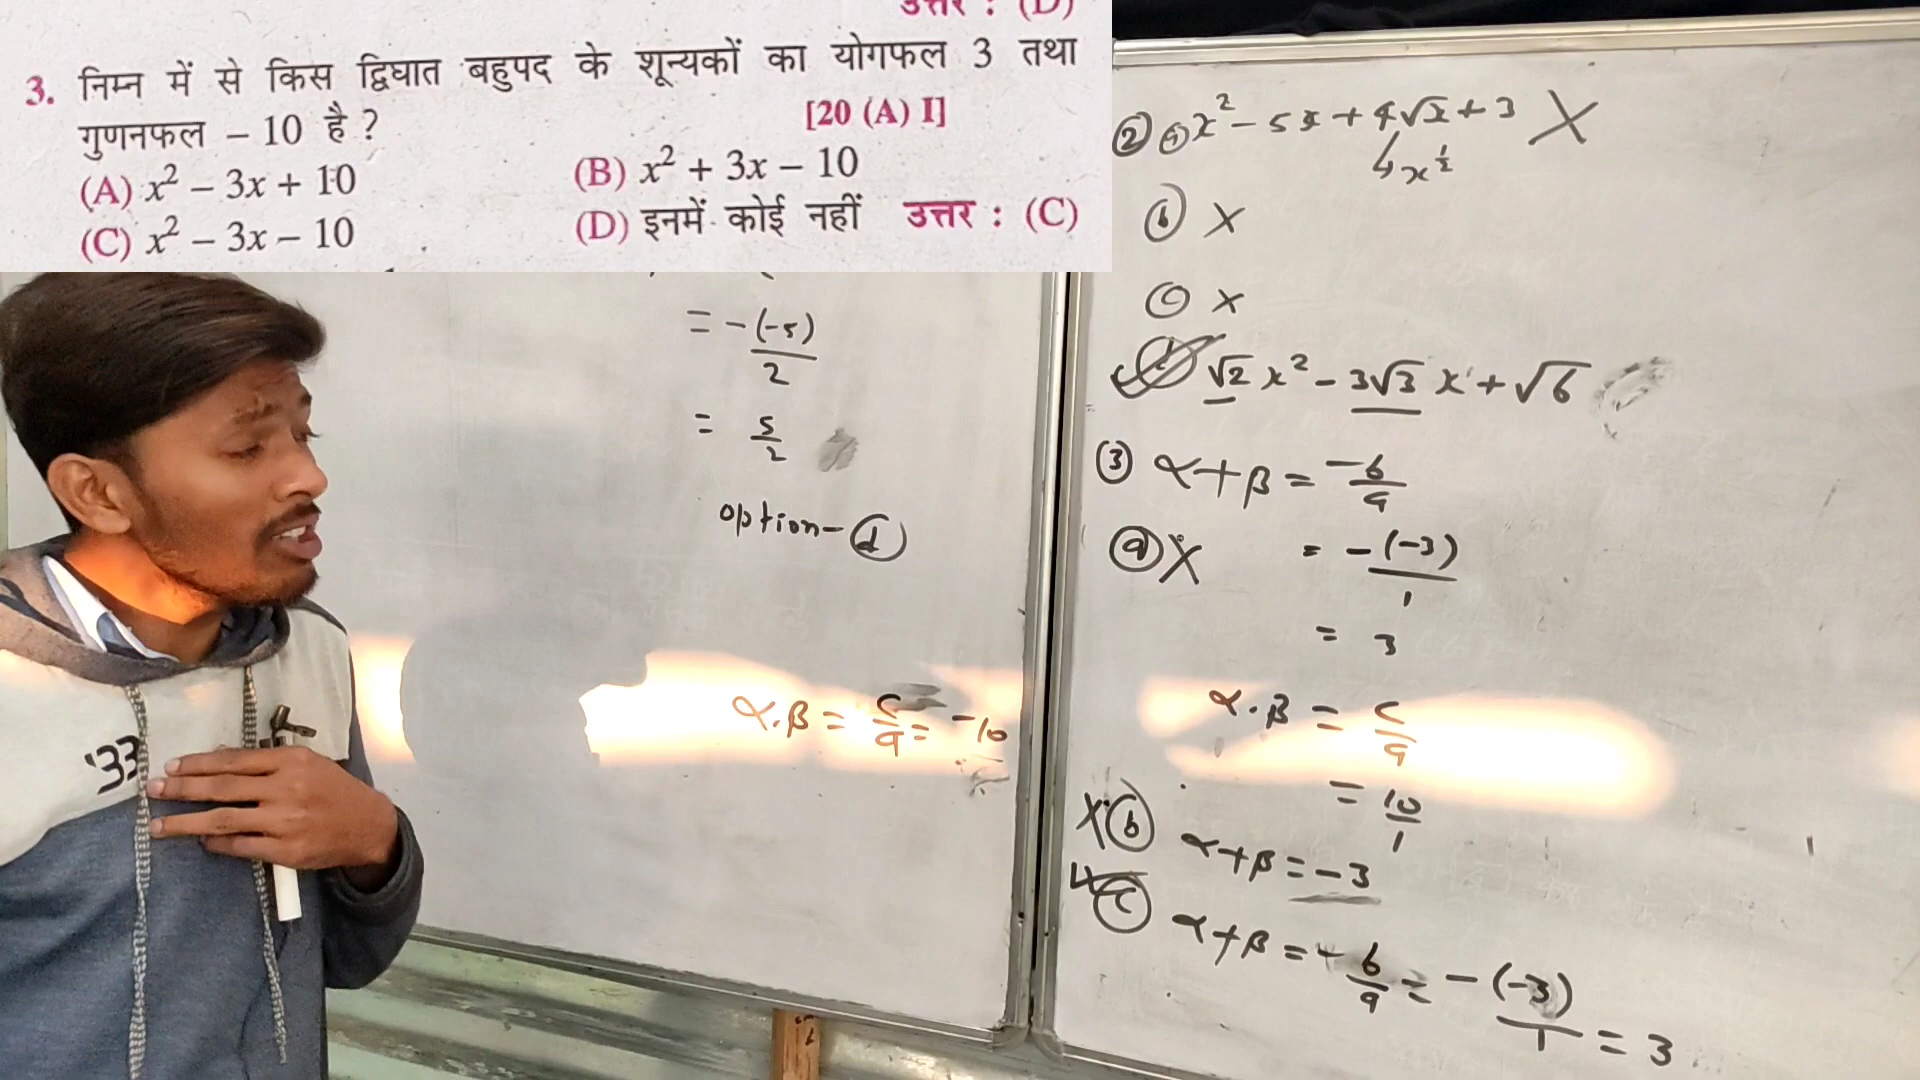 उत्तर : (D)
3. निम्न में से किस द्विघात बहुपद के शून्यकों का योगफल 3 तथा
गुणनफल – 10 है ? [20 (A) I]
(A) x² – 3x + 10 (B) x² + 3x – 10
(C) x² – 3x – 10 (D) इनमें कोई नहीं उत्तर : (C)
= -(-5)/2
= 5/2
option- (d)
α.β = c/a = -10
'33
(2) (a) x² - 5x + 4√x + 3 X
↳ x^½
(b) X
(c) X
(d) √2 x² - 3√3 x + √6
(3) α+β = -b/a
(a) X = -(-3)/1
= 3
α.β = c/a
= 10/1
X (b) α+β = -3
(c) α+β = -b/a = -(-3)/1 = 3